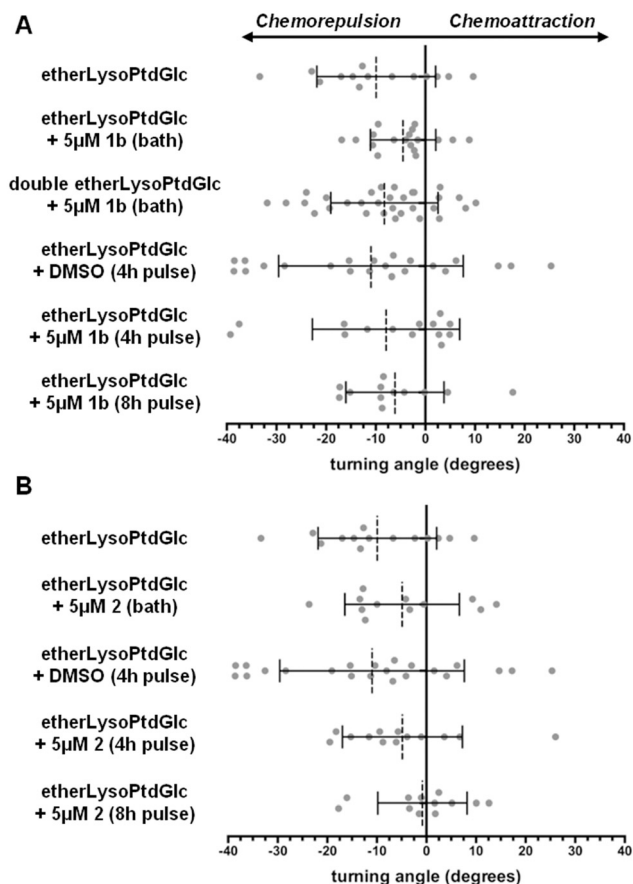 A
Chemorepulsion Chemoattraction
etherLysoPtdGlc
etherLysoPtdGlc
+ 5µM 1b (bath)
double etherLysoPtdGlc
+ 5µM 1b (bath)
etherLysoPtdGlc
+ DMSO (4h pulse)
etherLysoPtdGlc
+ 5µM 1b (4h pulse)
etherLysoPtdGlc
+ 5µM 1b (8h pulse)
-40 -30 -20 -10 0 10 20 30 40
turning angle (degrees)
B
etherLysoPtdGlc
etherLysoPtdGlc
+ 5µM 2 (bath)
etherLysoPtdGlc
+ DMSO (4h pulse)
etherLysoPtdGlc
+ 5µM 2 (4h pulse)
etherLysoPtdGlc
+ 5µM 2 (8h pulse)
-40 -30 -20 -10 0 10 20 30 40
turning angle (degrees)